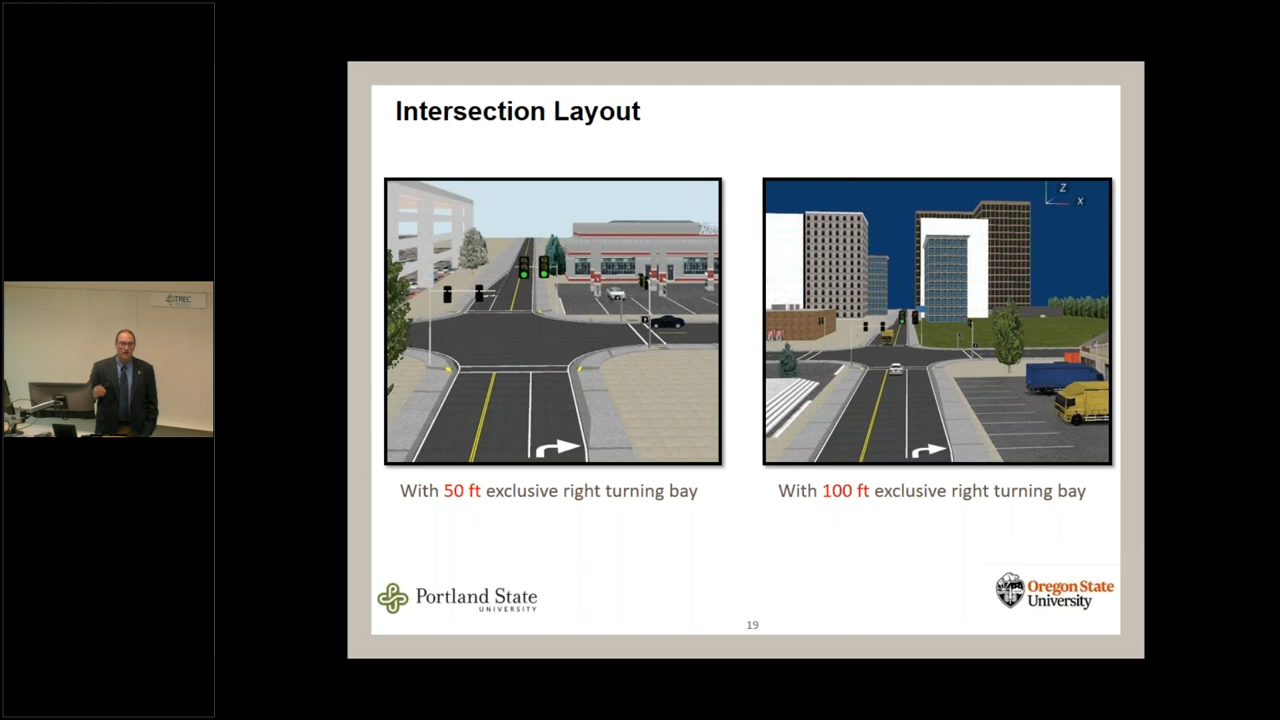 Intersection Layout
Z
X
With 50 ft exclusive right turning bay
With 100 ft exclusive right turning bay
Portland State
UNIVERSITY
Oregon State
University
19
TREC